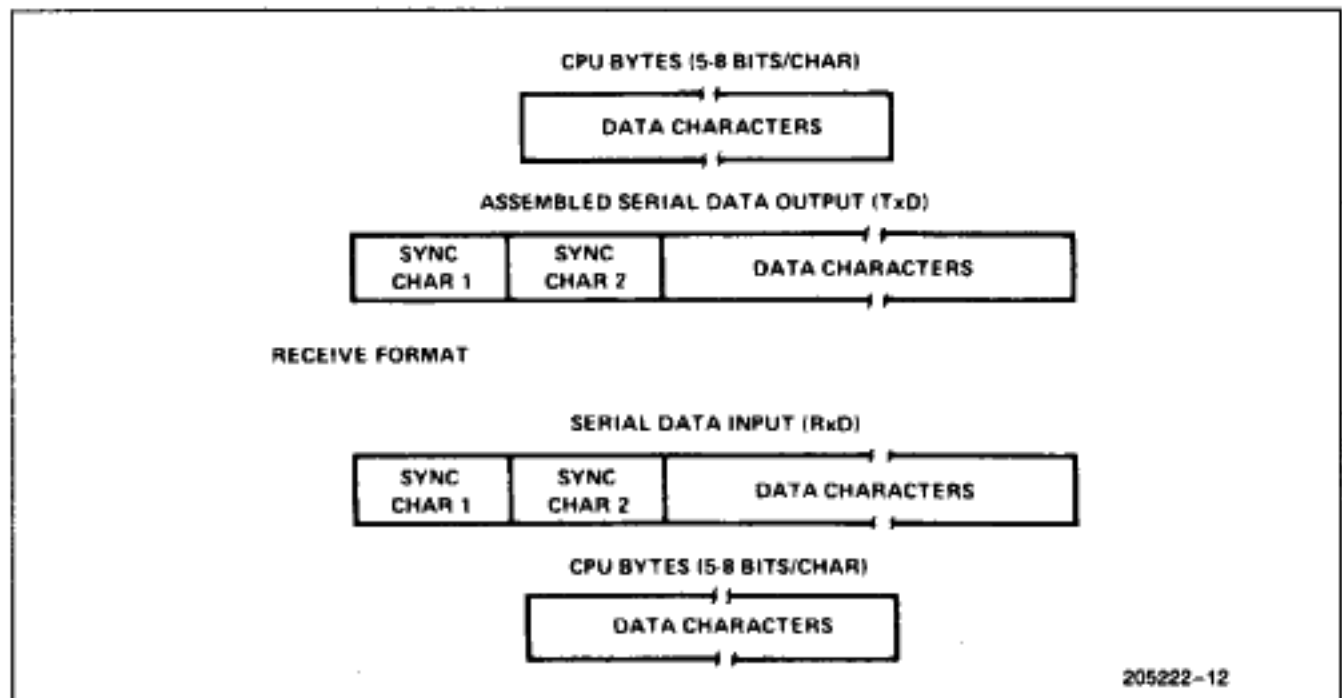 CPU BYTES (5-8 BITS/CHAR)
DATA CHARACTERS
ASSEMBLED SERIAL DATA OUTPUT (TxD)
SYNC CHAR 1
SYNC CHAR 2
DATA CHARACTERS
RECEIVE FORMAT
SERIAL DATA INPUT (RxD)
SYNC CHAR 1
SYNC CHAR 2
DATA CHARACTERS
CPU BYTES (5-8 BITS/CHAR)
DATA CHARACTERS
205222-12